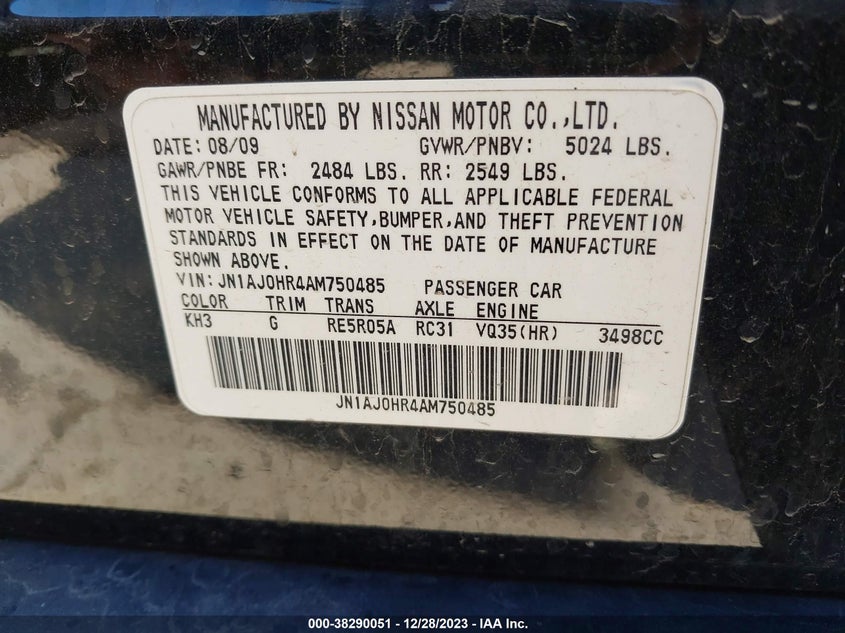 MANUFACTURED BY NISSAN MOTOR CO.,LTD.
DATE: 08/09 GVWR/PNBV: 5024 LBS.
GAWR/PNBE FR: 2484 LBS. RR: 2549 LBS.
THIS VEHICLE CONFORMS TO ALL APPLICABLE FEDERAL
MOTOR VEHICLE SAFETY,BUMPER,AND THEFT PREVENTION
STANDARDS IN EFFECT ON THE DATE OF MANUFACTURE
SHOWN ABOVE.
VIN: JN1AJ0HR4AM750485 PASSENGER CAR
COLOR TRIM TRANS AXLE ENGINE
KH3 G RE5R05A RC31 VQ35(HR) 3498CC
JN1AJ0HR4AM750485
000-38290051 - 12/28/2023 - IAA Inc.